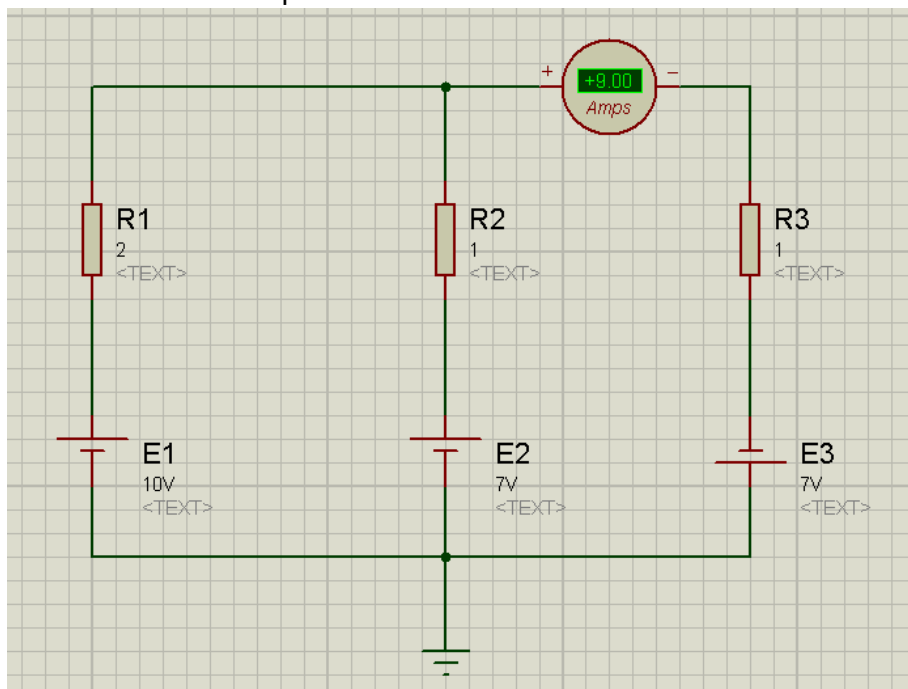 + +9.00 −
Amps
R1
2
<TEXT>
R2
1
<TEXT>
R3
1
<TEXT>
E1
10V
<TEXT>
E2
7V
<TEXT>
E3
7V
<TEXT>